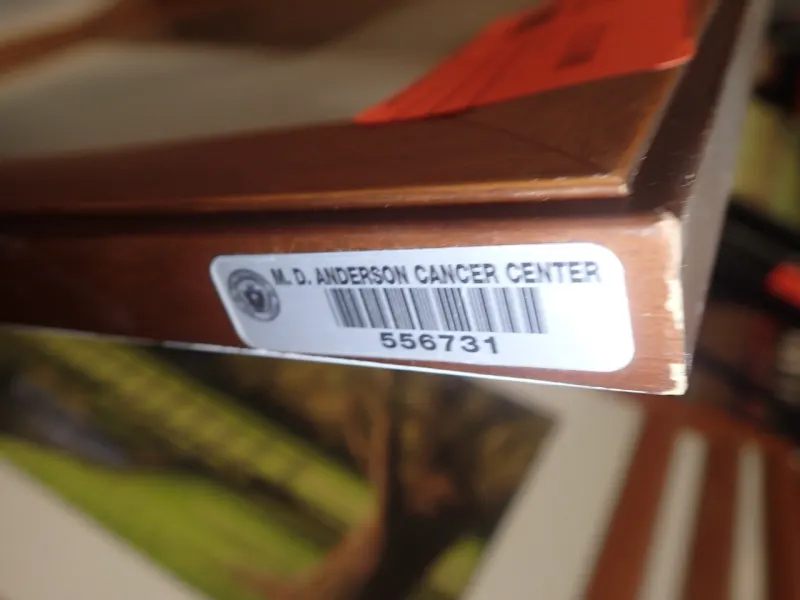 M. D. ANDERSON CANCER CENTER
556731